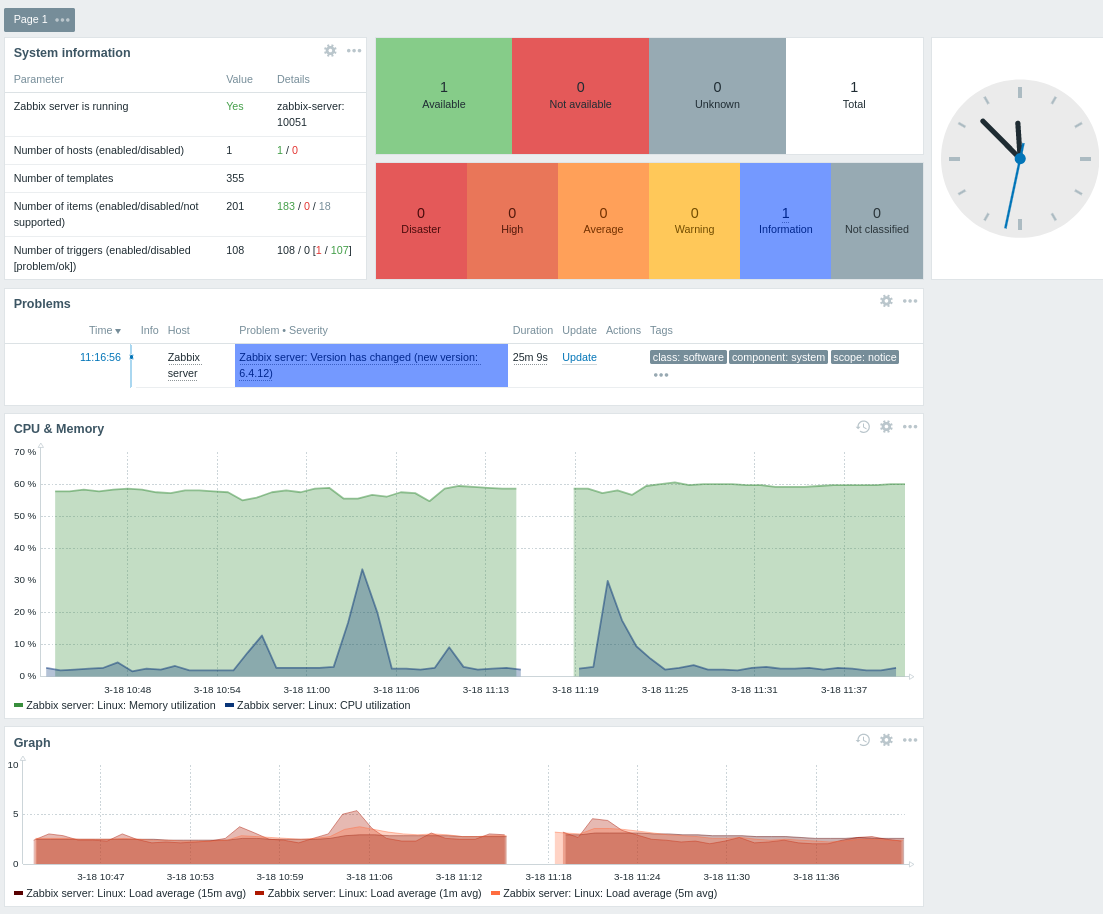 Page 1
System information
Parameter Value Details
Zabbix server is running Yes zabbix-server:
10051
Number of hosts (enabled/disabled) 1 1 / 0
Number of templates 355
Number of items (enabled/disabled/not 201 183 / 0 / 18
supported)
Number of triggers (enabled/disabled 108 108 / 0 [1 / 107]
[problem/ok])
1 0 0 1
Available Not available Unknown Total
0 0 0 0 1 0
Disaster High Average Warning Information Not classified
Problems
Time Info Host Problem • Severity Duration Update Actions Tags
11:16:56 Zabbix Zabbix server: Version has changed (new version: 25m 9s Update class: software component: system scope: notice
server 6.4.12)
CPU & Memory
70 %
60 %
50 %
40 %
30 %
20 %
10 %
0 %
3-18 10:48 3-18 10:54 3-18 11:00 3-18 11:06 3-18 11:13 3-18 11:19 3-18 11:25 3-18 11:31 3-18 11:37
Zabbix server: Linux: Memory utilization Zabbix server: Linux: CPU utilization
Graph
10
5
0
3-18 10:47 3-18 10:53 3-18 10:59 3-18 11:06 3-18 11:12 3-18 11:18 3-18 11:24 3-18 11:30 3-18 11:36
Zabbix server: Linux: Load average (15m avg) Zabbix server: Linux: Load average (1m avg) Zabbix server: Linux: Load average (5m avg)